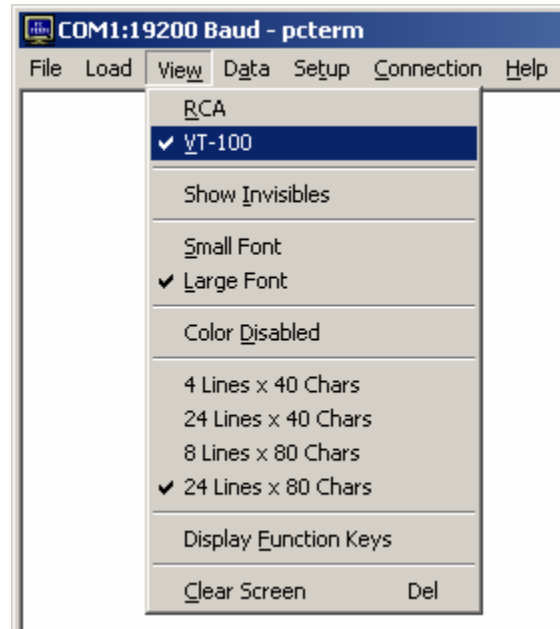 COM1:19200 Baud - pcterm
File Load View Data Setup Connection Help
RCA
VT-100
Show Invisibles
Small Font
Large Font
Color Disabled
4 Lines x 40 Chars
24 Lines x 40 Chars
8 Lines x 80 Chars
24 Lines x 80 Chars
Display Function Keys
Clear Screen Del